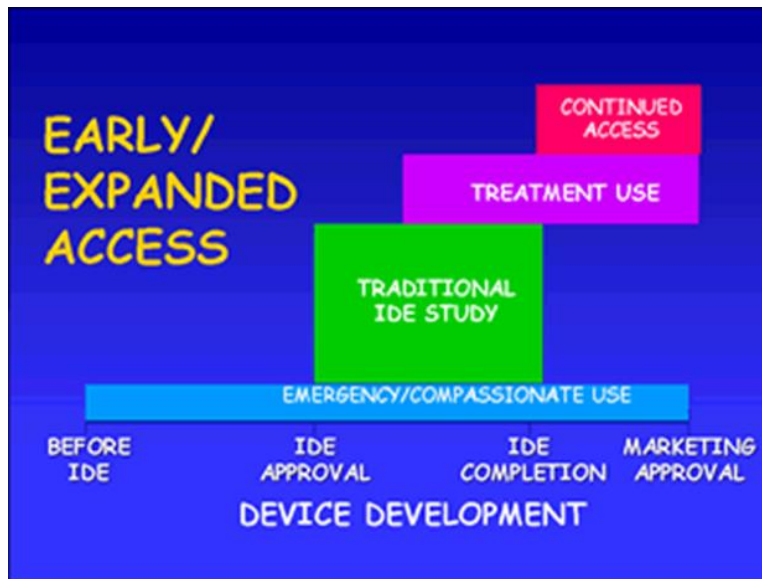 EARLY/
EXPANDED
ACCESS
CONTINUED
ACCESS
TREATMENT USE
TRADITIONAL
IDE STUDY
EMERGENCY/COMPASSIONATE USE
BEFORE
IDE
IDE
APPROVAL
IDE
COMPLETION
MARKETING
APPROVAL
DEVICE DEVELOPMENT